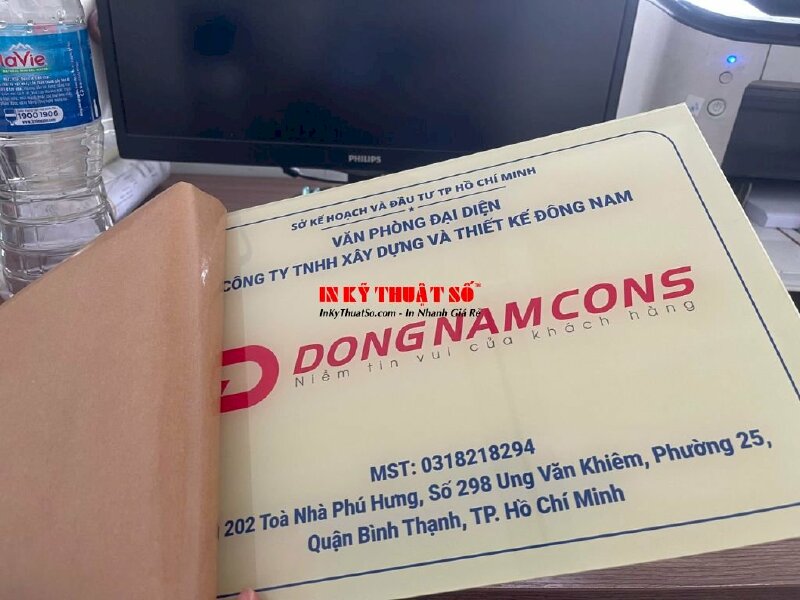 LaVie
19001906
PHILIPS
SỞ KẾ HOẠCH VÀ ĐẦU TƯ TP HỒ CHÍ MINH
VĂN PHÒNG ĐẠI DIỆN
CÔNG TY TNHH XÂY DỰNG VÀ THIẾT KẾ ĐÔNG NAM
IN KỸ THUẬT SỐ
InKyThuatSo.com - In Nhanh Giá Rẻ
DONGNAMCONS
Niềm tin vui của khách hàng
MST: 0318218294
202 Toà Nhà Phú Hưng, Số 298 Ung Văn Khiêm, Phường 25,
Quận Bình Thạnh, TP. Hồ Chí Minh